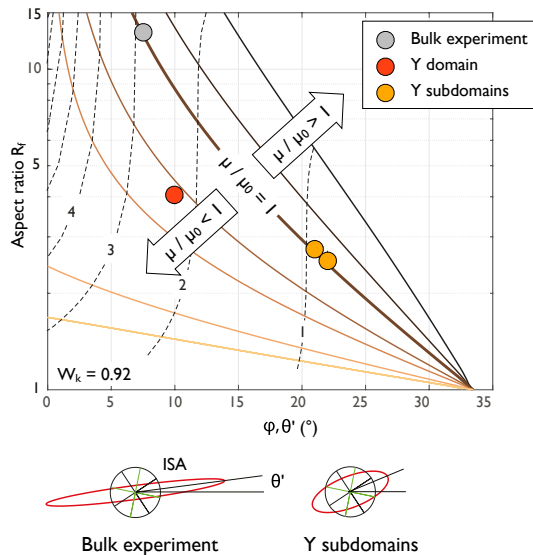 15
10
5
1
Aspect ratio R_f
Bulk experiment
Y domain
Y subdomains
μ / μ₀ > 1
μ / μ₀ = 1
μ / μ₀ < 1
4
3
2
1
W_k = 0.92
0 5 10 15 20 25 30 35
φ,θ' (°)
ISA
θ'
Bulk experiment
Y subdomains